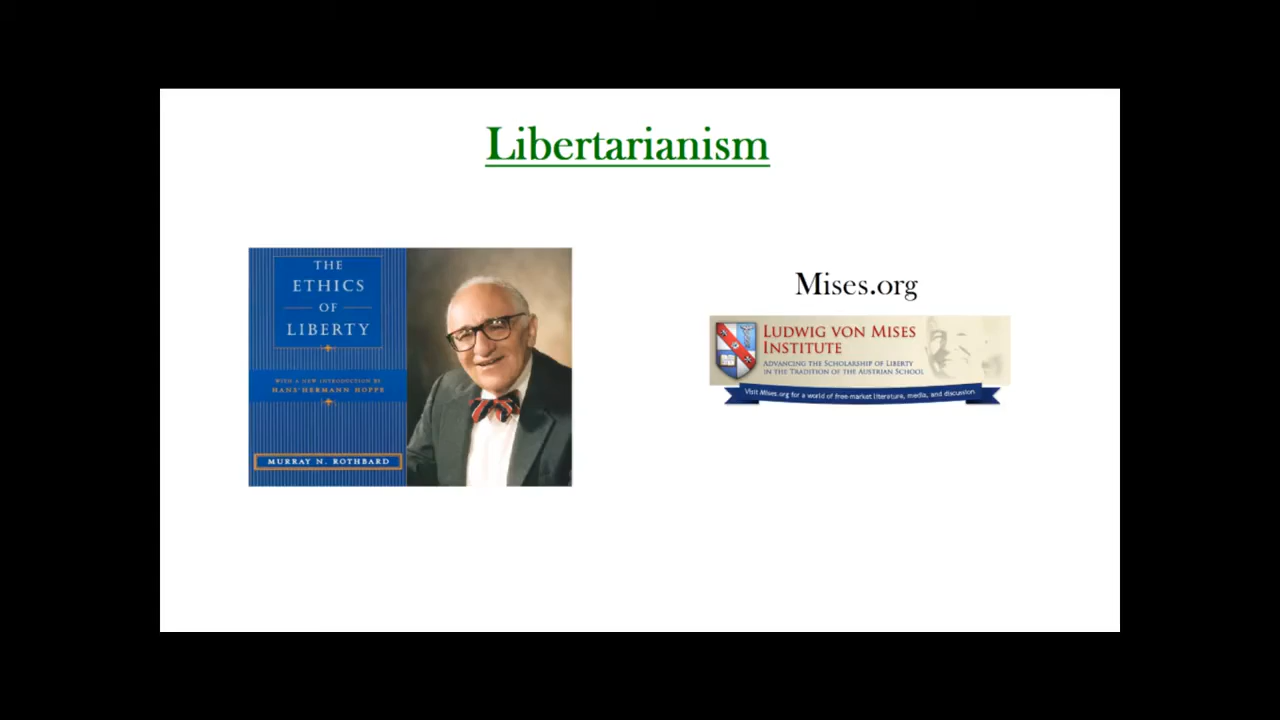 Libertarianism
THE
ETHICS
OF
LIBERTY
WITH A NEW INTRODUCTION BY
HANS-HERMANN HOPPE
MURRAY N. ROTHBARD
Mises.org
LUDWIG VON MISES
INSTITUTE
ADVANCING THE SCHOLARSHIP OF LIBERTY
IN THE TRADITION OF THE AUSTRIAN SCHOOL
Visit Mises.org for a world of free-market literature, media, and discussion.